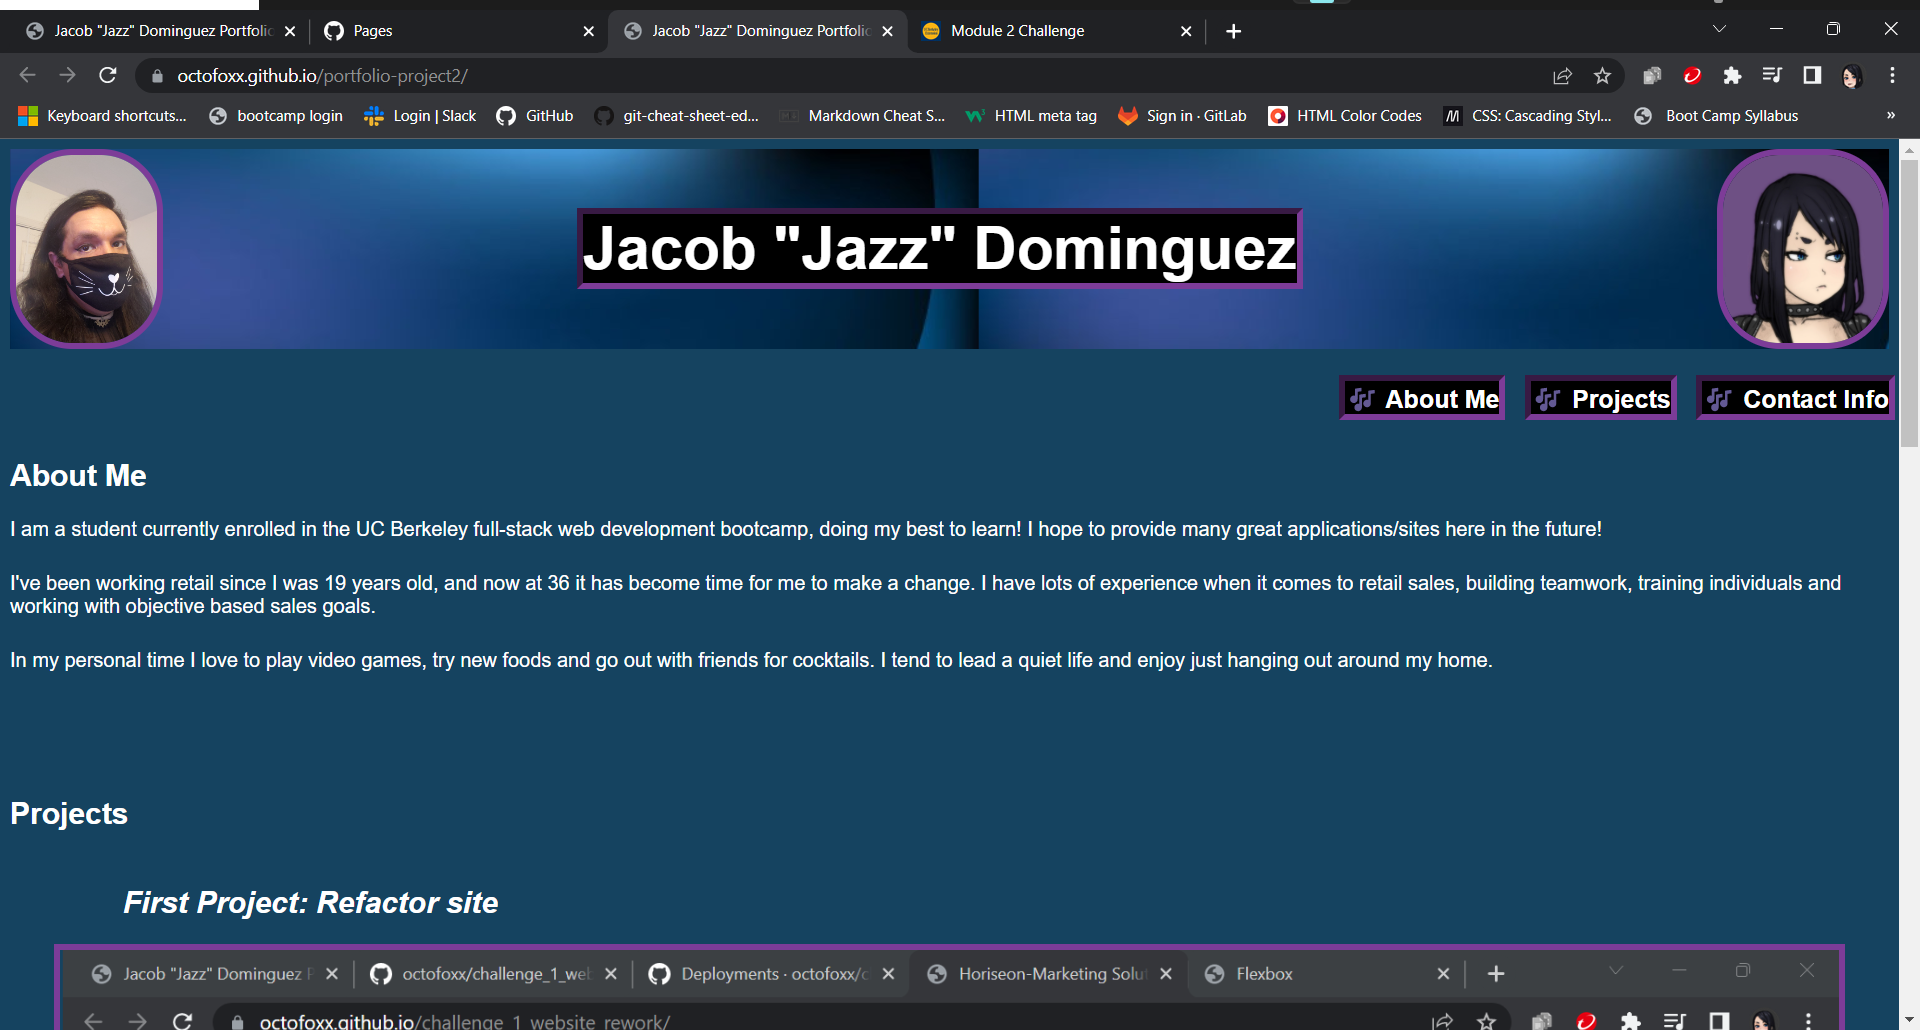 Jacob "Jazz" Dominguez Portfolio
Pages
Jacob "Jazz" Dominguez Portfolio
Module 2 Challenge
octofoxx.github.io/portfolio-project2/
Keyboard shortcuts...
bootcamp login
Login | Slack
GitHub
git-cheat-sheet-ed...
Markdown Cheat S...
HTML meta tag
Sign in · GitLab
HTML Color Codes
CSS: Cascading Styl...
Boot Camp Syllabus
»
Jacob "Jazz" Dominguez
About Me
Projects
Contact Info
About Me
I am a student currently enrolled in the UC Berkeley full-stack web development bootcamp, doing my best to learn! I hope to provide many great applications/sites here in the future!
I've been working retail since I was 19 years old, and now at 36 it has become time for me to make a change. I have lots of experience when it comes to retail sales, building teamwork, training individuals and
working with objective based sales goals.
In my personal time I love to play video games, try new foods and go out with friends for cocktails. I tend to lead a quiet life and enjoy just hanging out around my home.
Projects
First Project: Refactor site
Jacob "Jazz" Dominguez P
octofoxx/challenge_1_web
Deployments · octofoxx/c
Horiseon-Marketing Solut
Flexbox
octofoxx.github.io/challenge_1_website_rework/